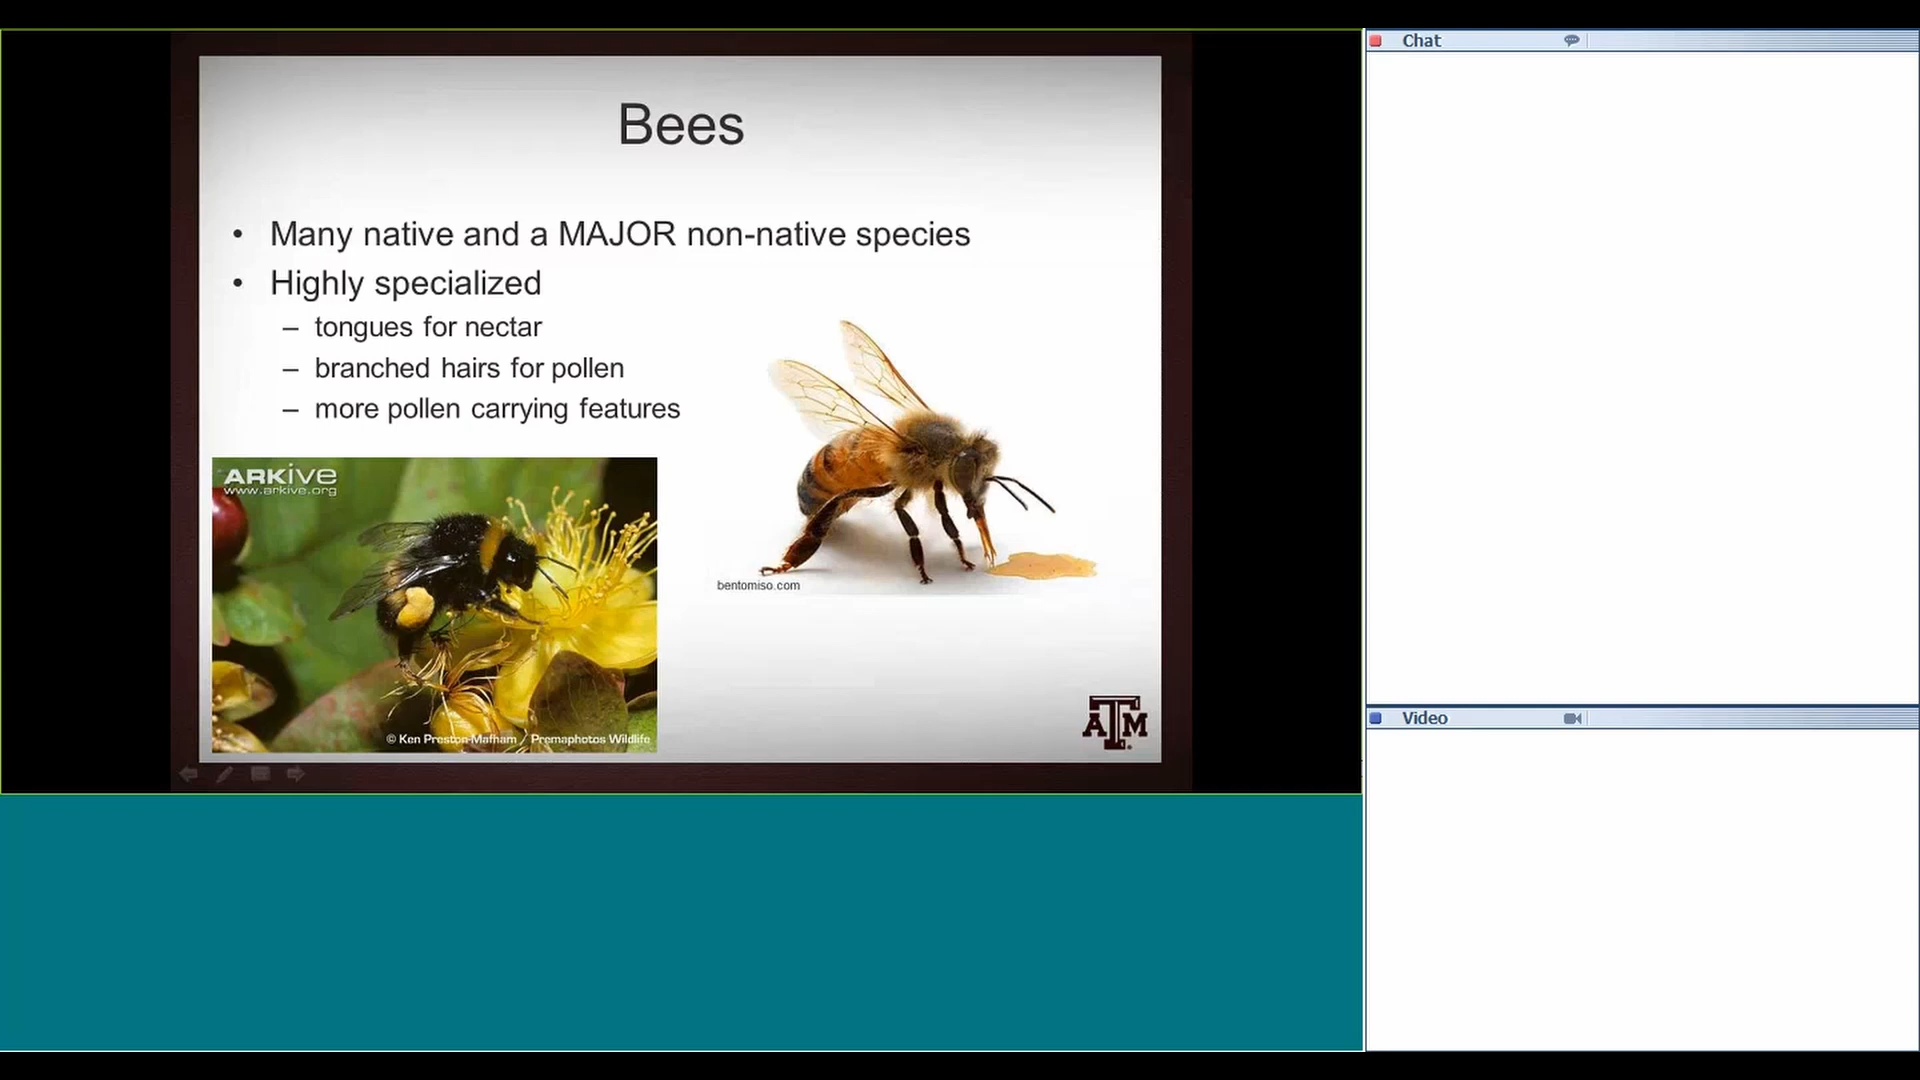 Bees
• Many native and a MAJOR non-native species
• Highly specialized
– tongues for nectar
– branched hairs for pollen
– more pollen carrying features
ARKive
www.arkive.org
© Ken Preston-Mafham / Premaphotos Wildlife
bentomiso.com
ATM
Chat
Video